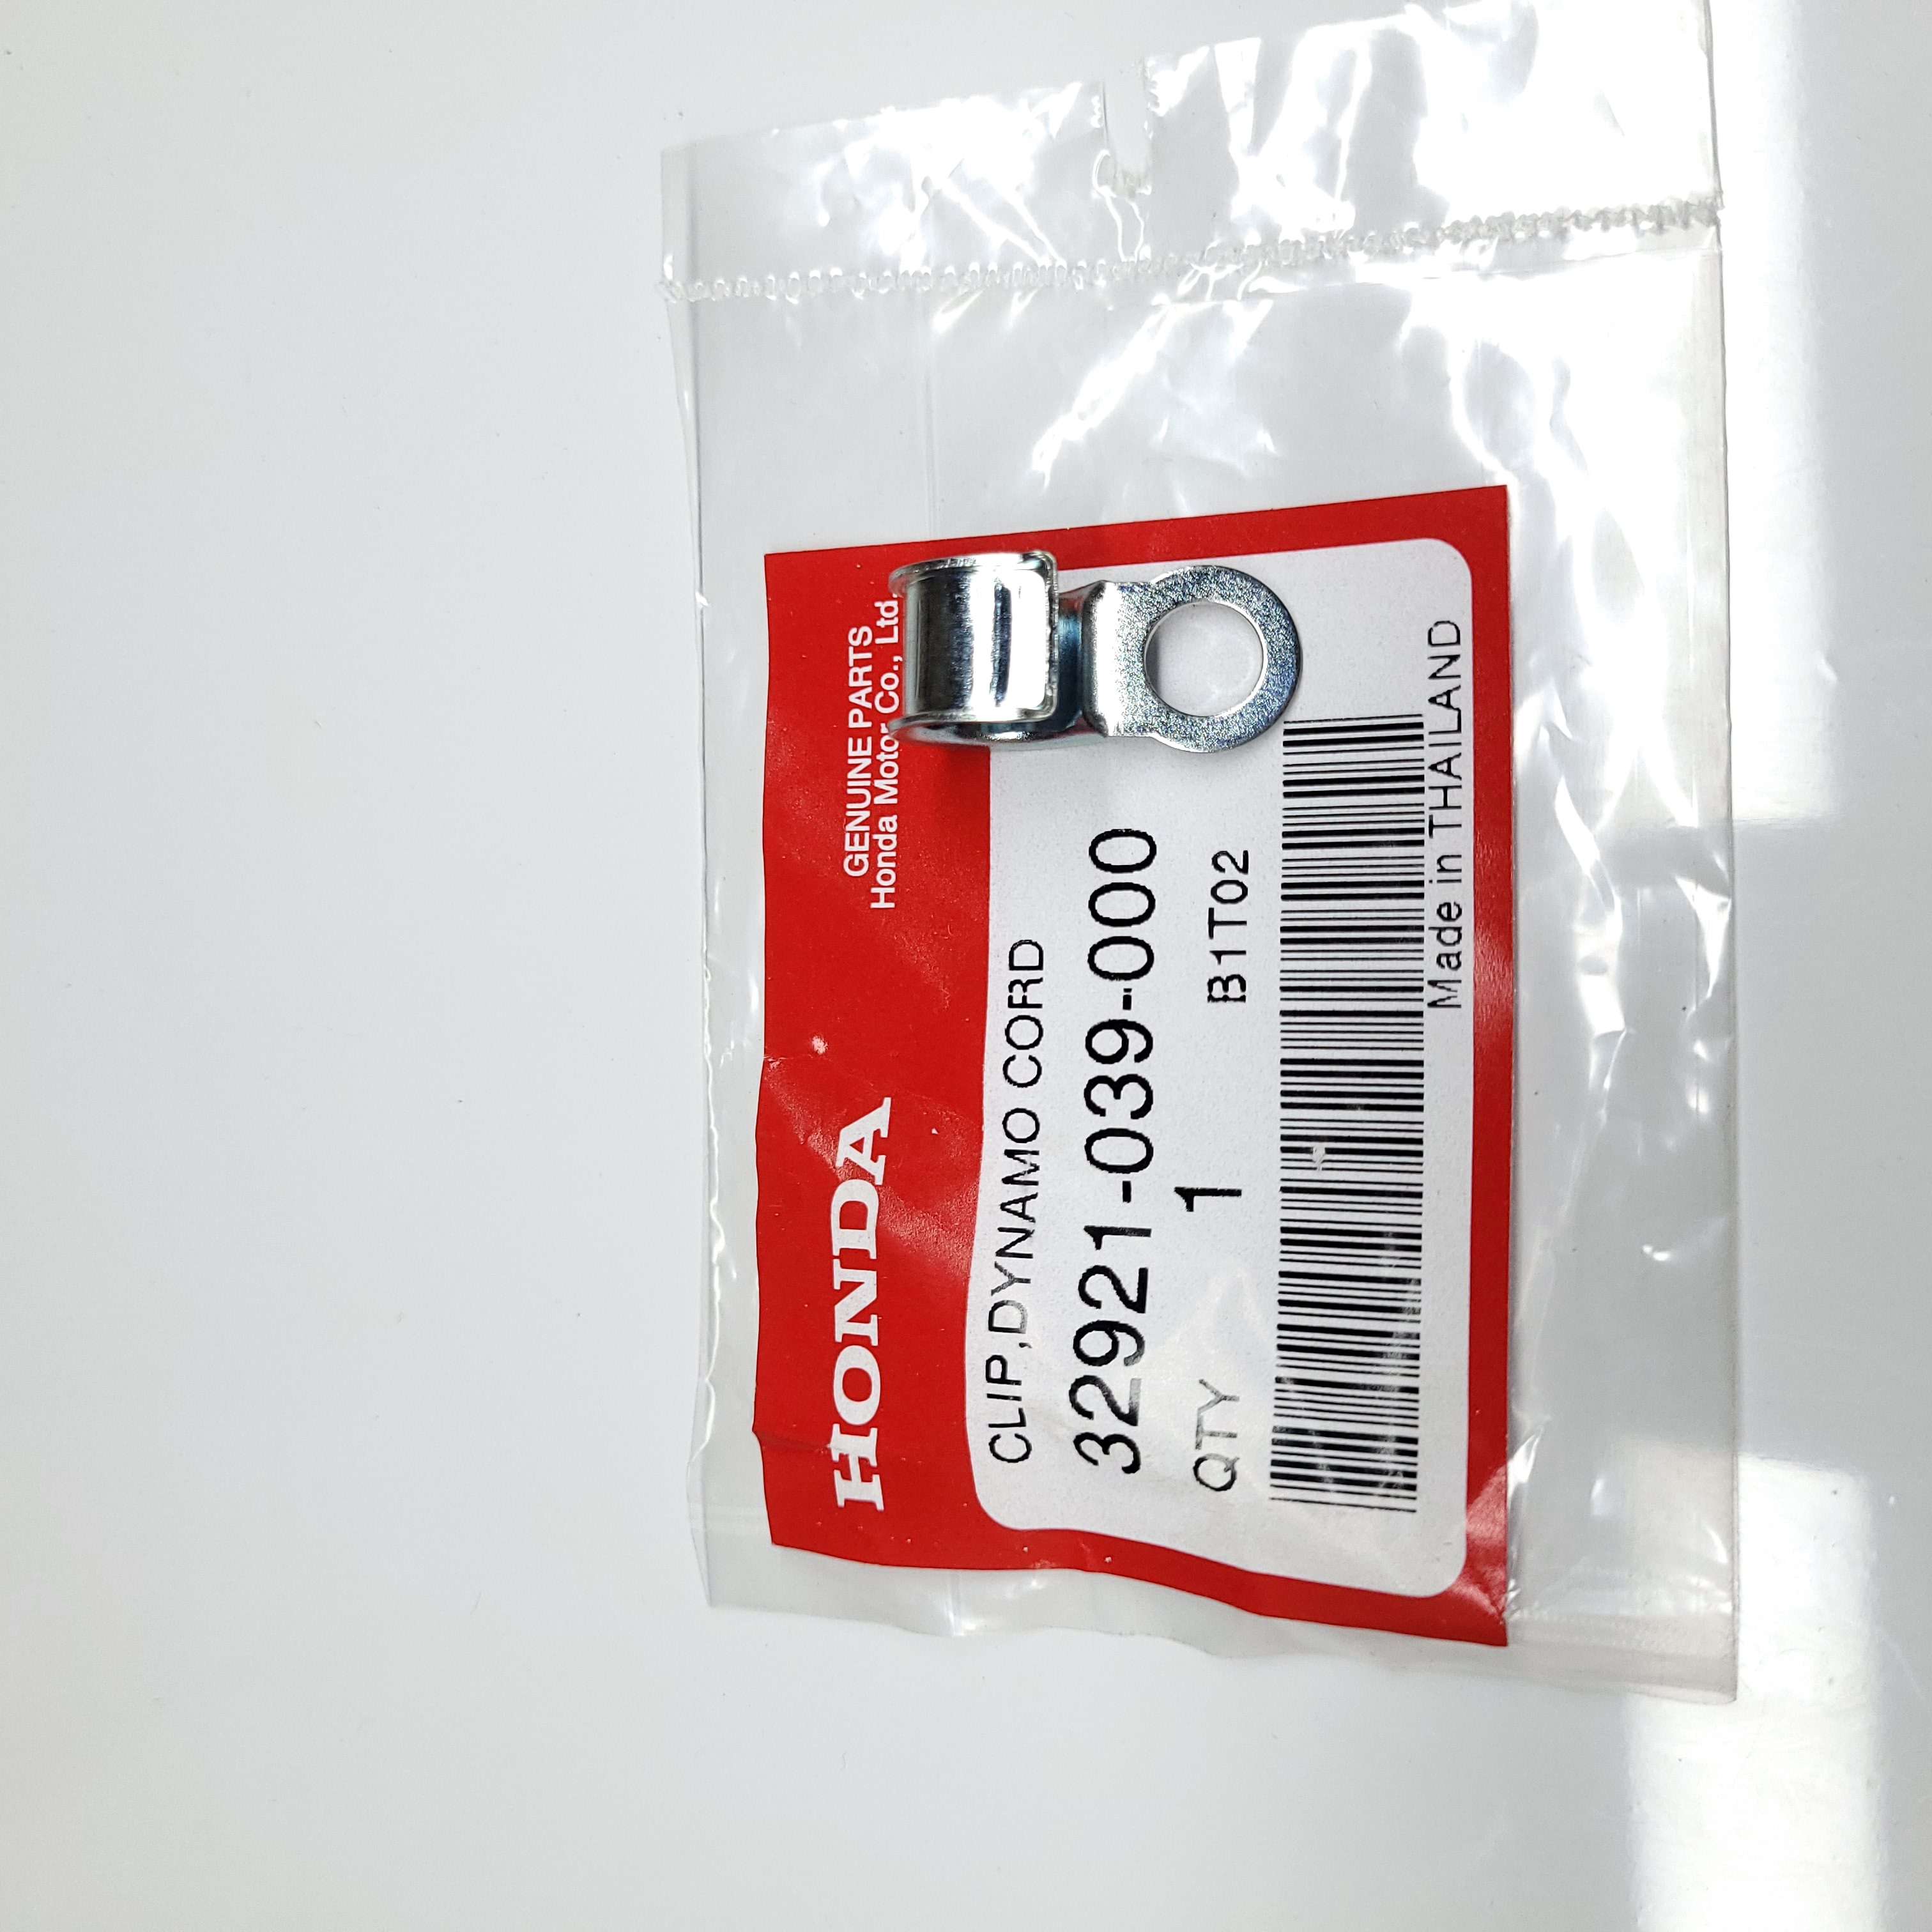 HONDA
GENUINE PARTS
Honda Motor Co., Ltd.
CLIP,DYNAMO CORD
32921-039-000
QTY 1 B1T02
Made in THAILAND